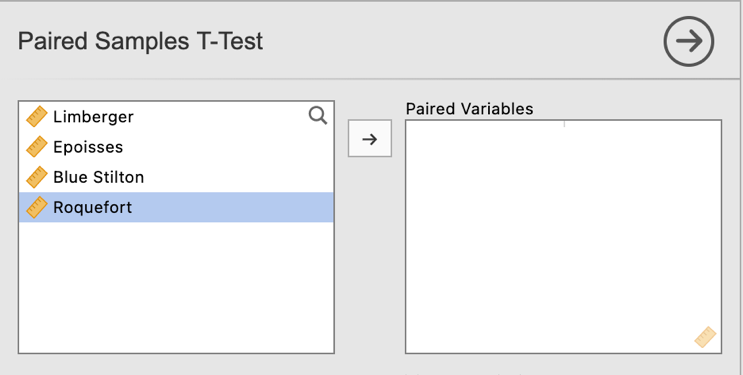 Paired Samples T-Test
Limberger
Epoisses
Blue Stilton
Roquefort
Paired Variables